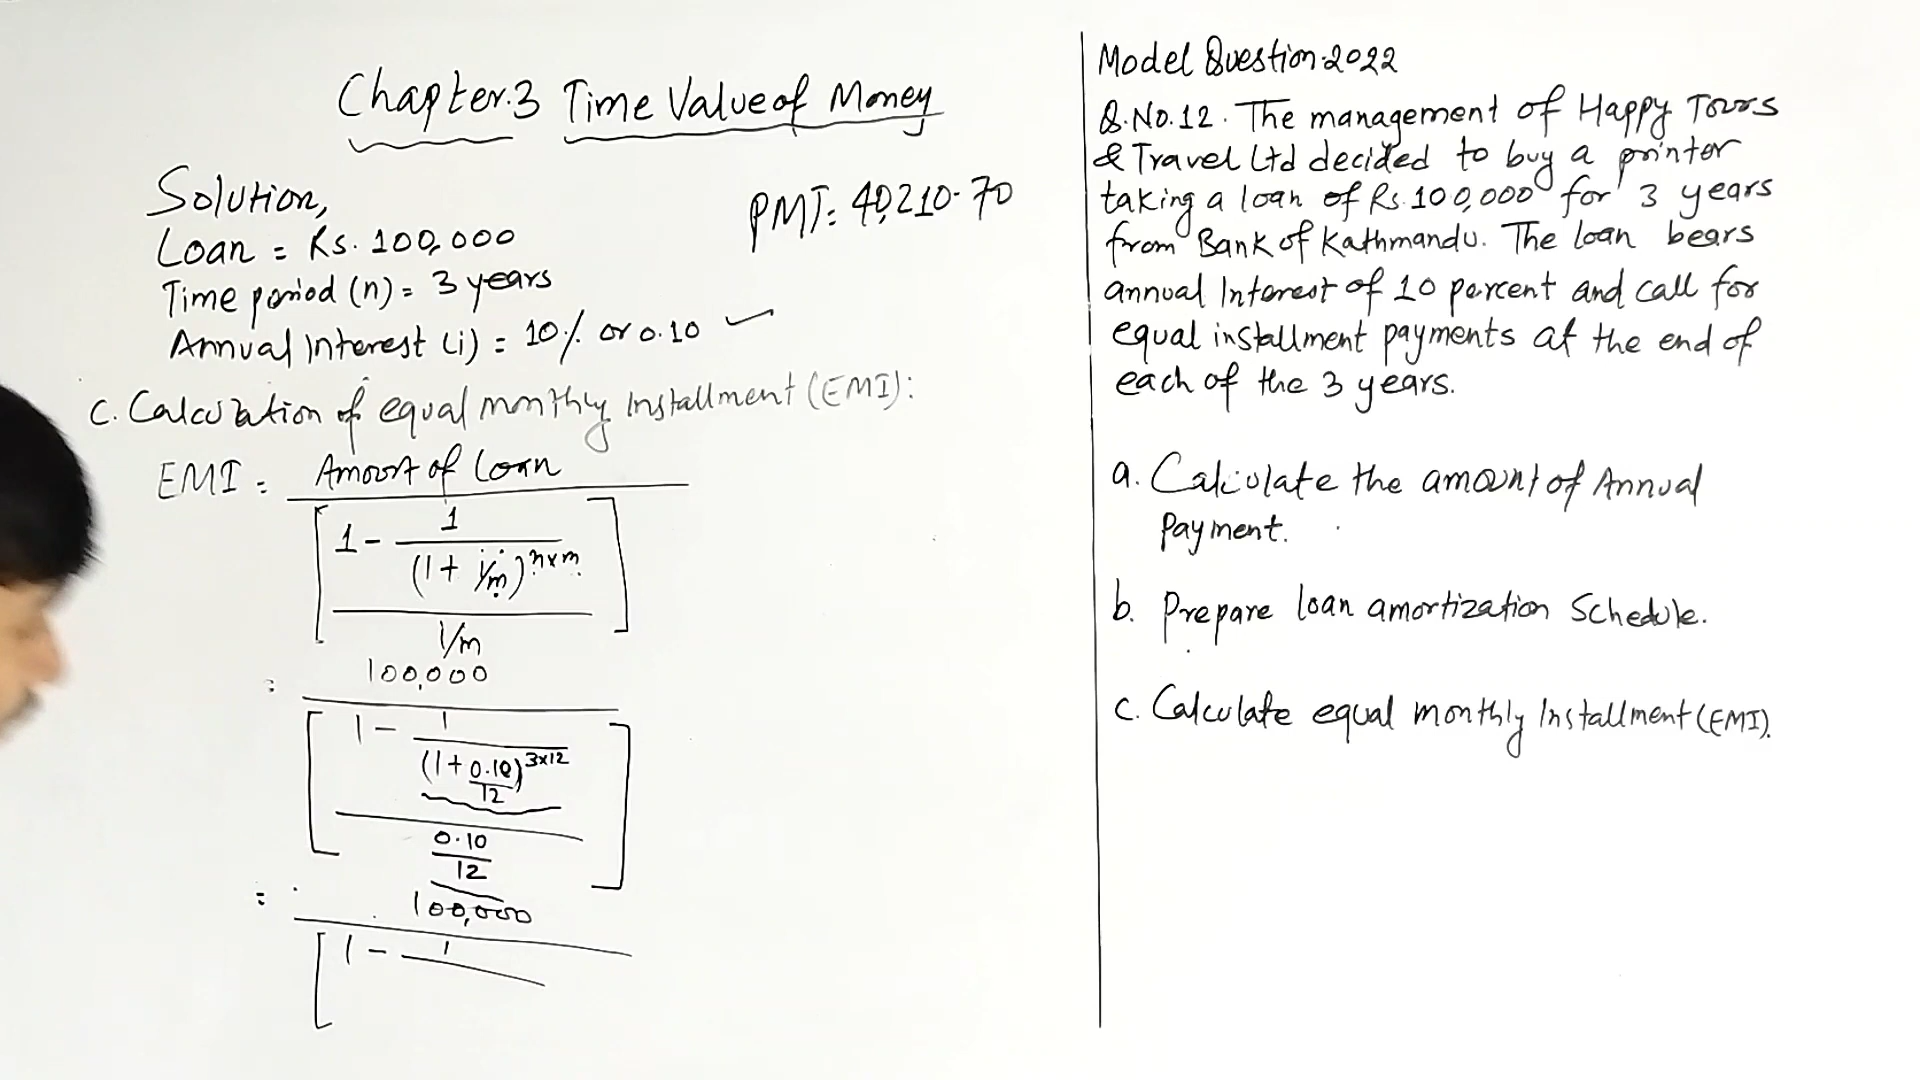 Chapter.3 Time Value of Money
Solution,
Loan = Rs. 100,000
Time period (n) = 3 years
Annual Interest (i) = 10% or 0.10
PMT = 40,210.70
C. Calculation of equal monthly Installment (EMI):
EMI = Amount of Loan
1 - 1
(1 + i/m)^n×m
i/m
= 100,000
1 - 1
(1 + 0.10/12)^3×12
0.10
12
= 100,000
1 - 1
Model Question.2022
Q.No.12. The management of Happy Tours
& Travel Ltd decided to buy a printer
taking a loan of Rs. 100,000 for 3 years
from Bank of Kathmandu. The loan bears
annual Interest of 10 percent and call for
equal installment payments at the end of
each of the 3 years.
a. Calculate the amount of Annual
Payment.
b. Prepare loan amortization Schedule.
c. Calculate equal monthly Installment (EMI).